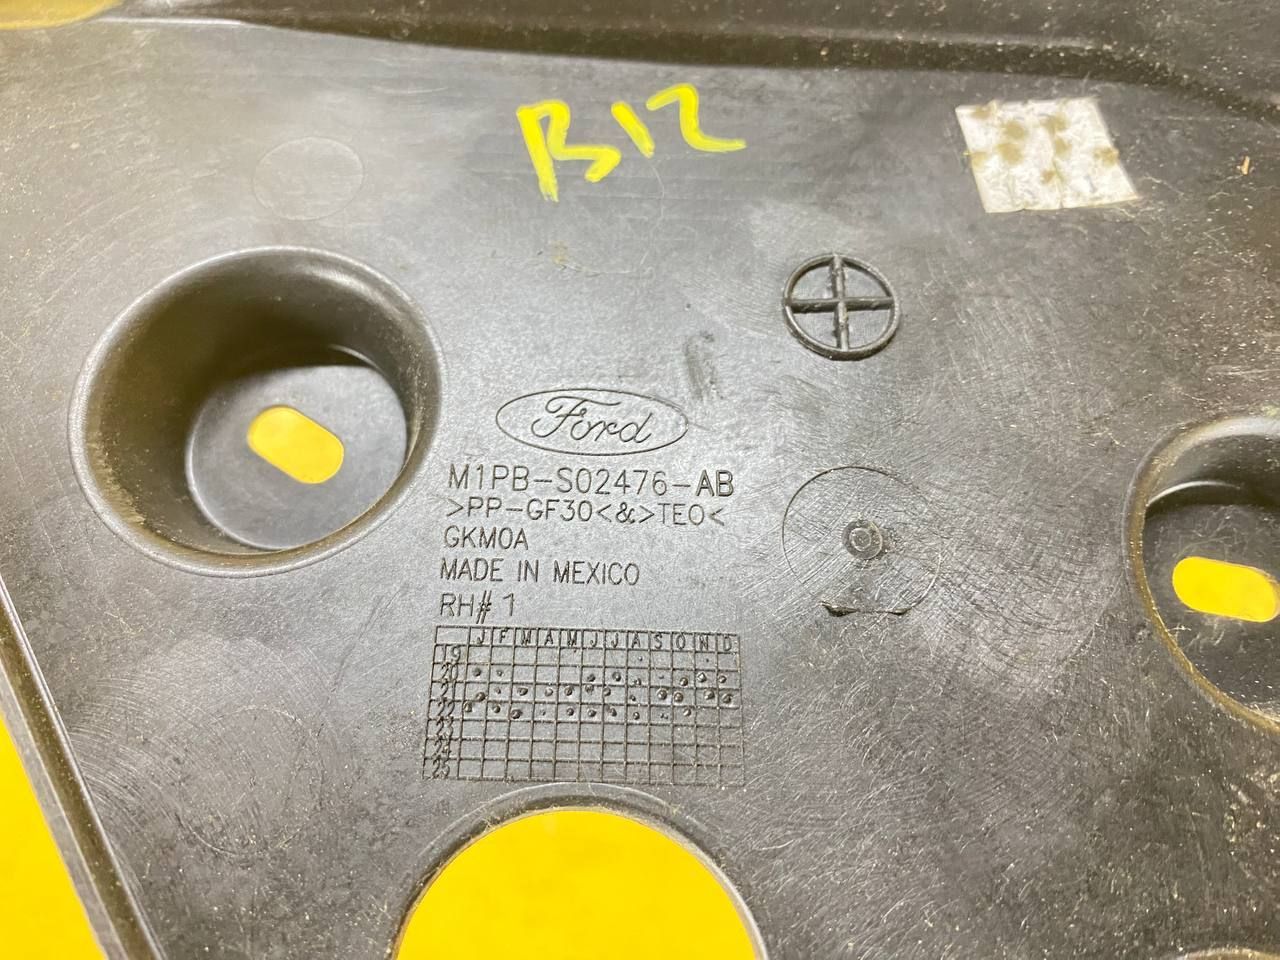 B12
Ford
M1PB-S02476-AB
>PP-GF30<&>TEO<
GKM0A
MADE IN MEXICO
RH#1
J F M A M J J A S O N D
19
20
21
22
23
24
25